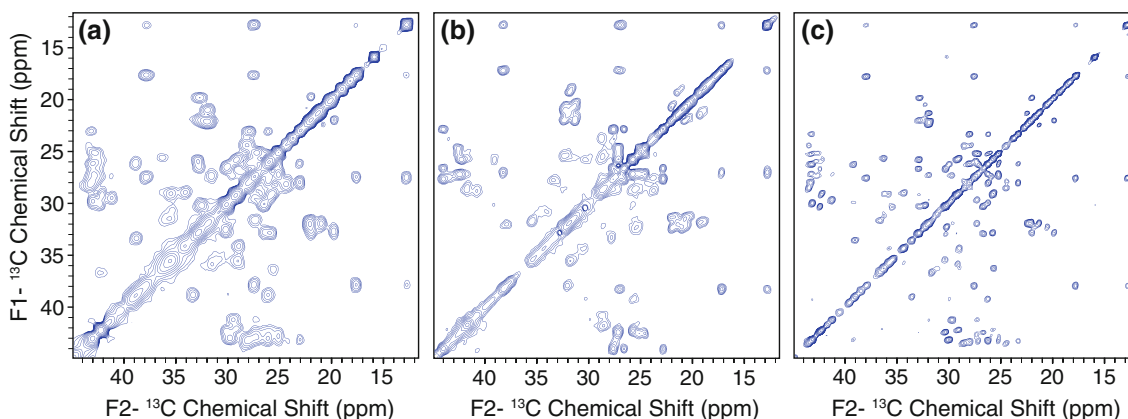 (a) (b) (c)
F1- ¹³C Chemical Shift (ppm)
15
20
25
30
35
40
40 35 30 25 20 15 40 35 30 25 20 15 40 35 30 25 20 15
F2- ¹³C Chemical Shift (ppm) F2- ¹³C Chemical Shift (ppm) F2- ¹³C Chemical Shift (ppm)